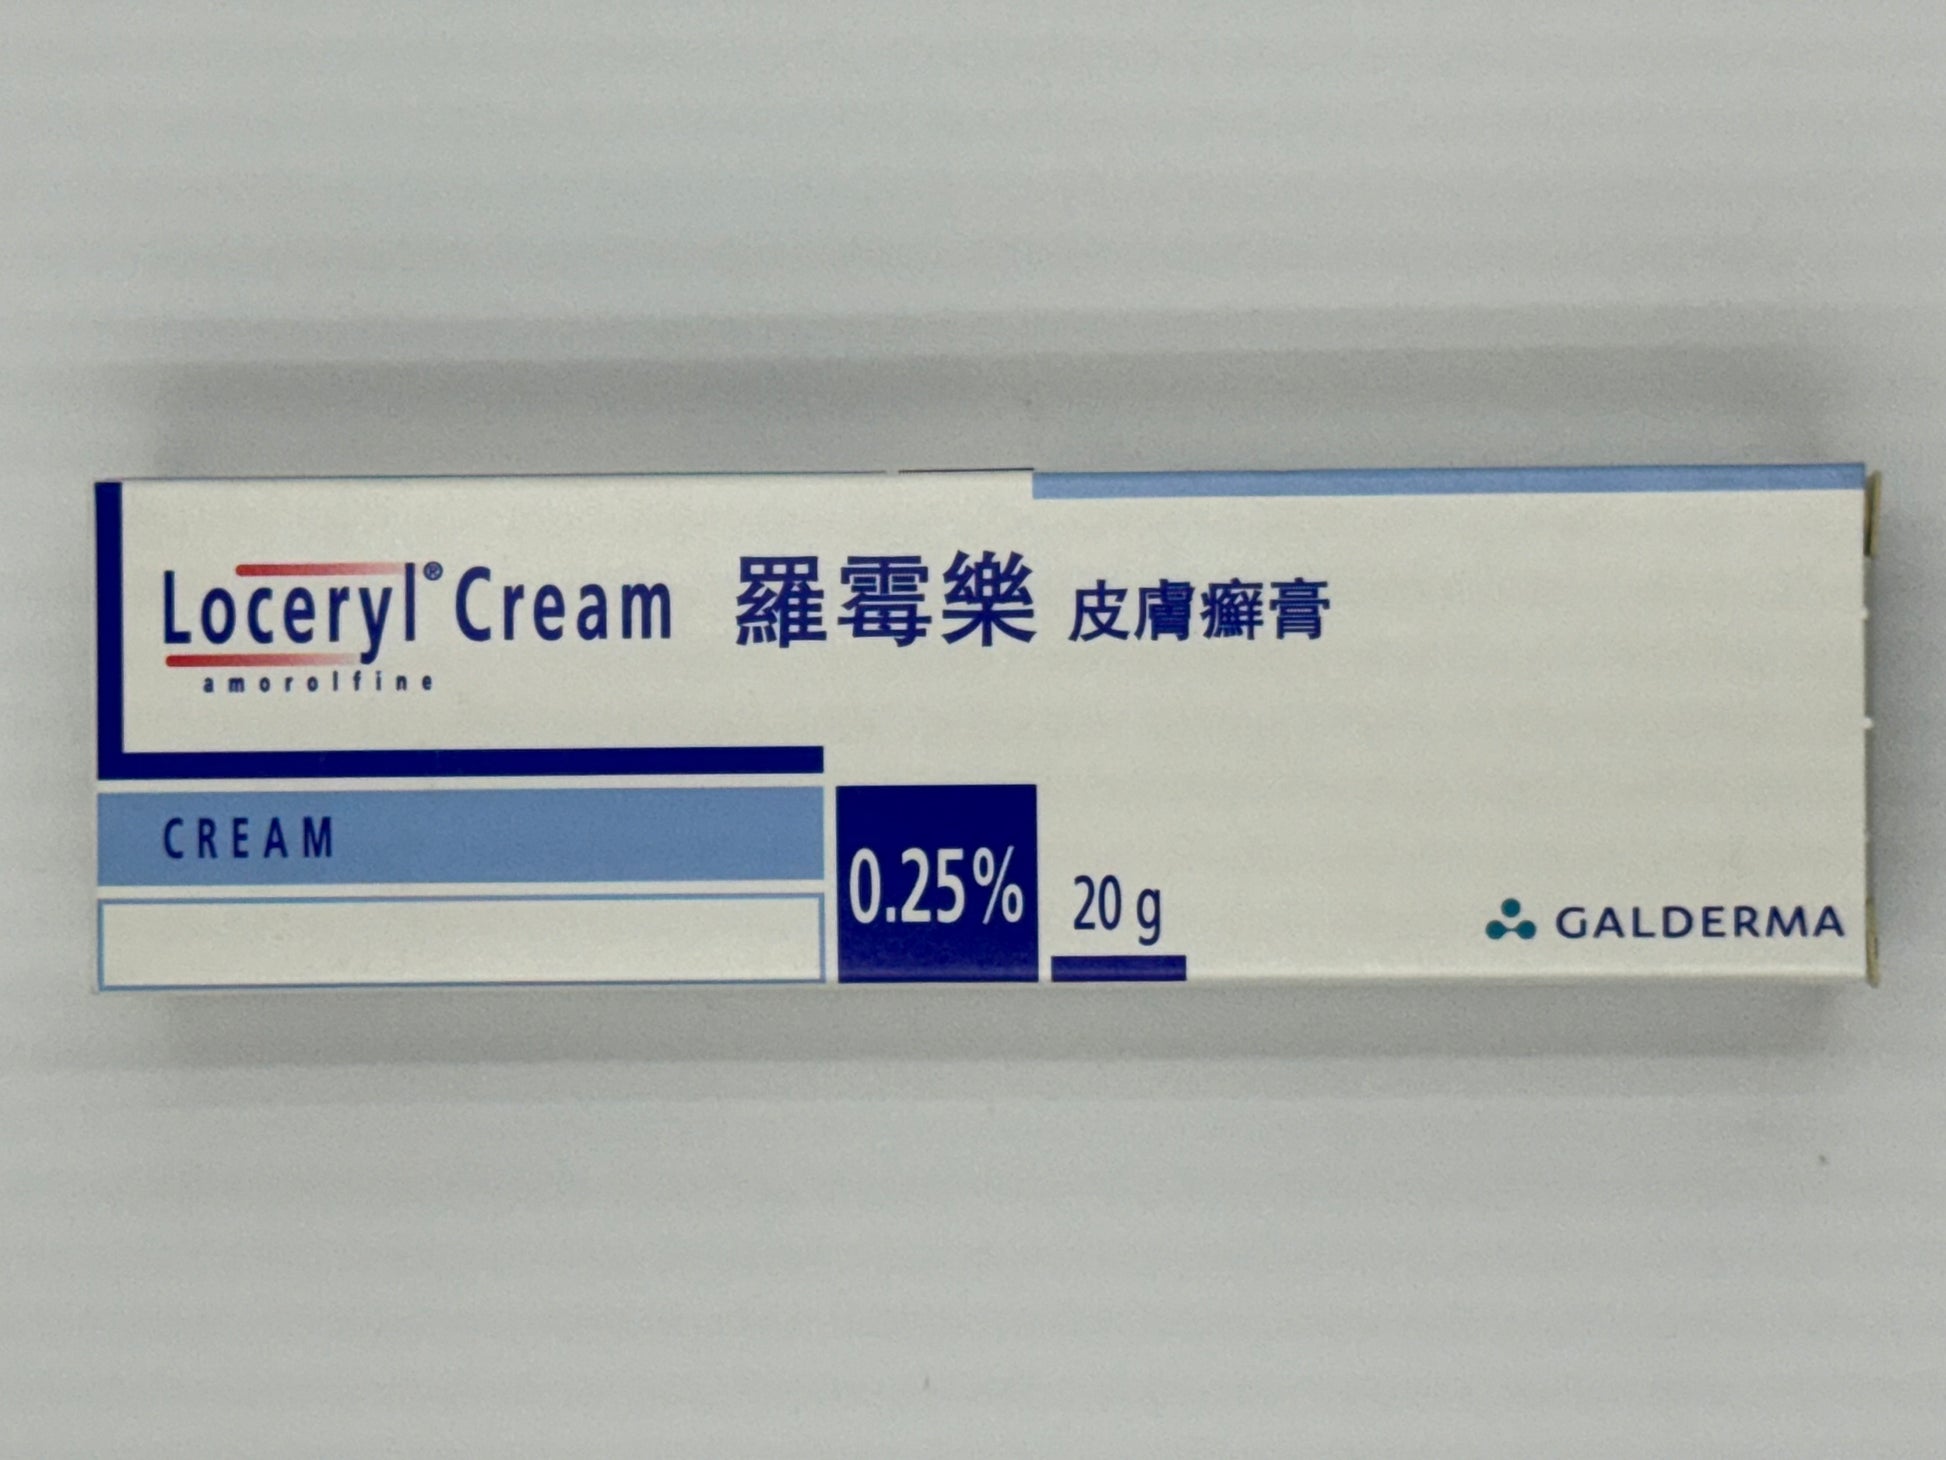 Loceryl® Cream 羅霉樂 皮膚癬膏
amorolfine
CREAM
0.25%
20 g
GALDERMA